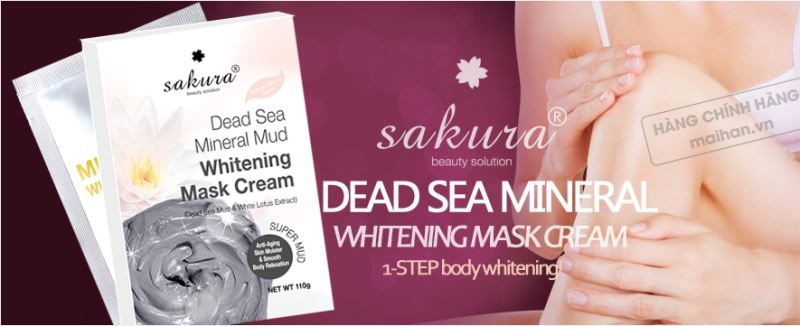 sakura®
beauty solution
Dead Sea
Mineral Mud
Whitening
Mask Cream
(Dead Sea Mud & White Lotus Extract)
SUPER MUD
Anti-Aging
Skin Moister
& Smooth
Body Relaxation
NET WT 110g
sakura®
beauty solution
DEAD SEA MINERAL
WHITENING MASK CREAM
1-STEP body whitening!
HÀNG CHÍNH HÃNG
maihan.vn